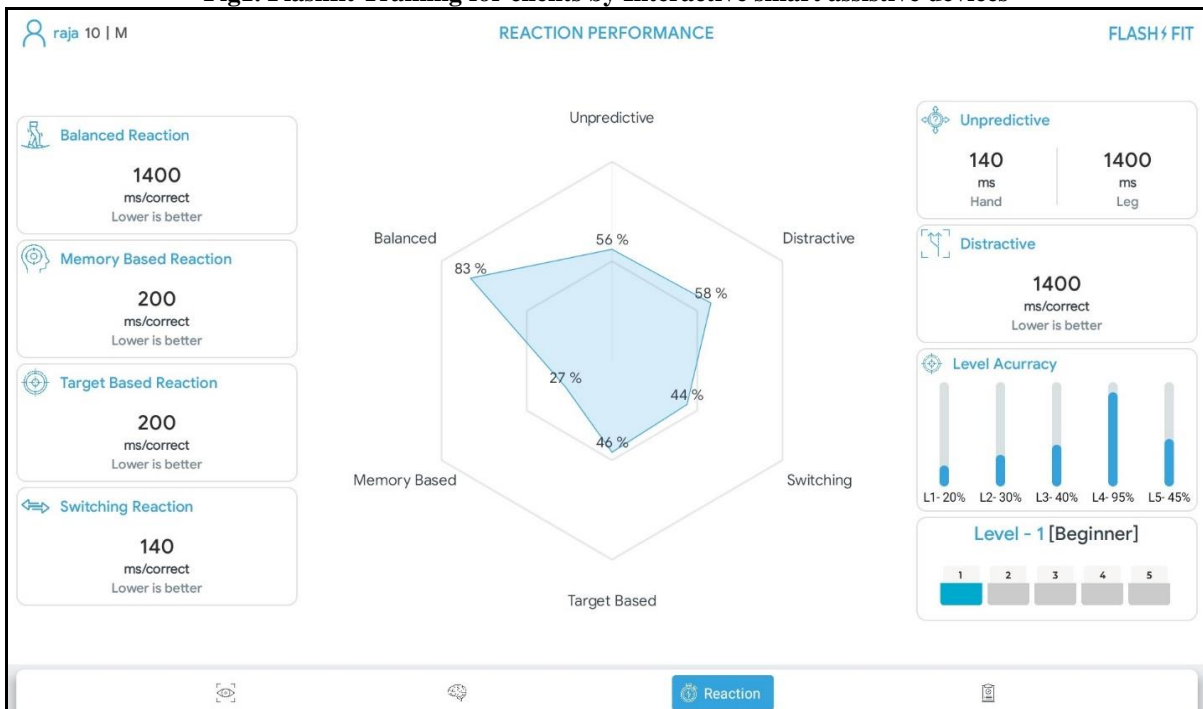 raja 10 | M
REACTION PERFORMANCE
FLASH FIT
Balanced Reaction
1400
ms/correct
Lower is better
Memory Based Reaction
200
ms/correct
Lower is better
Target Based Reaction
200
ms/correct
Lower is better
Switching Reaction
140
ms/correct
Lower is better
Unpredictive
Balanced
Distractive
56 %
83 %
58 %
27 %
44 %
46 %
Memory Based
Switching
Target Based
Unpredictive
140 1400
ms ms
Hand Leg
Distractive
1400
ms/correct
Lower is better
Level Acurracy
L1- 20% L2- 30% L3- 40% L4- 95% L5- 45%
Level - 1 [Beginner]
1 2 3 4 5
Reaction